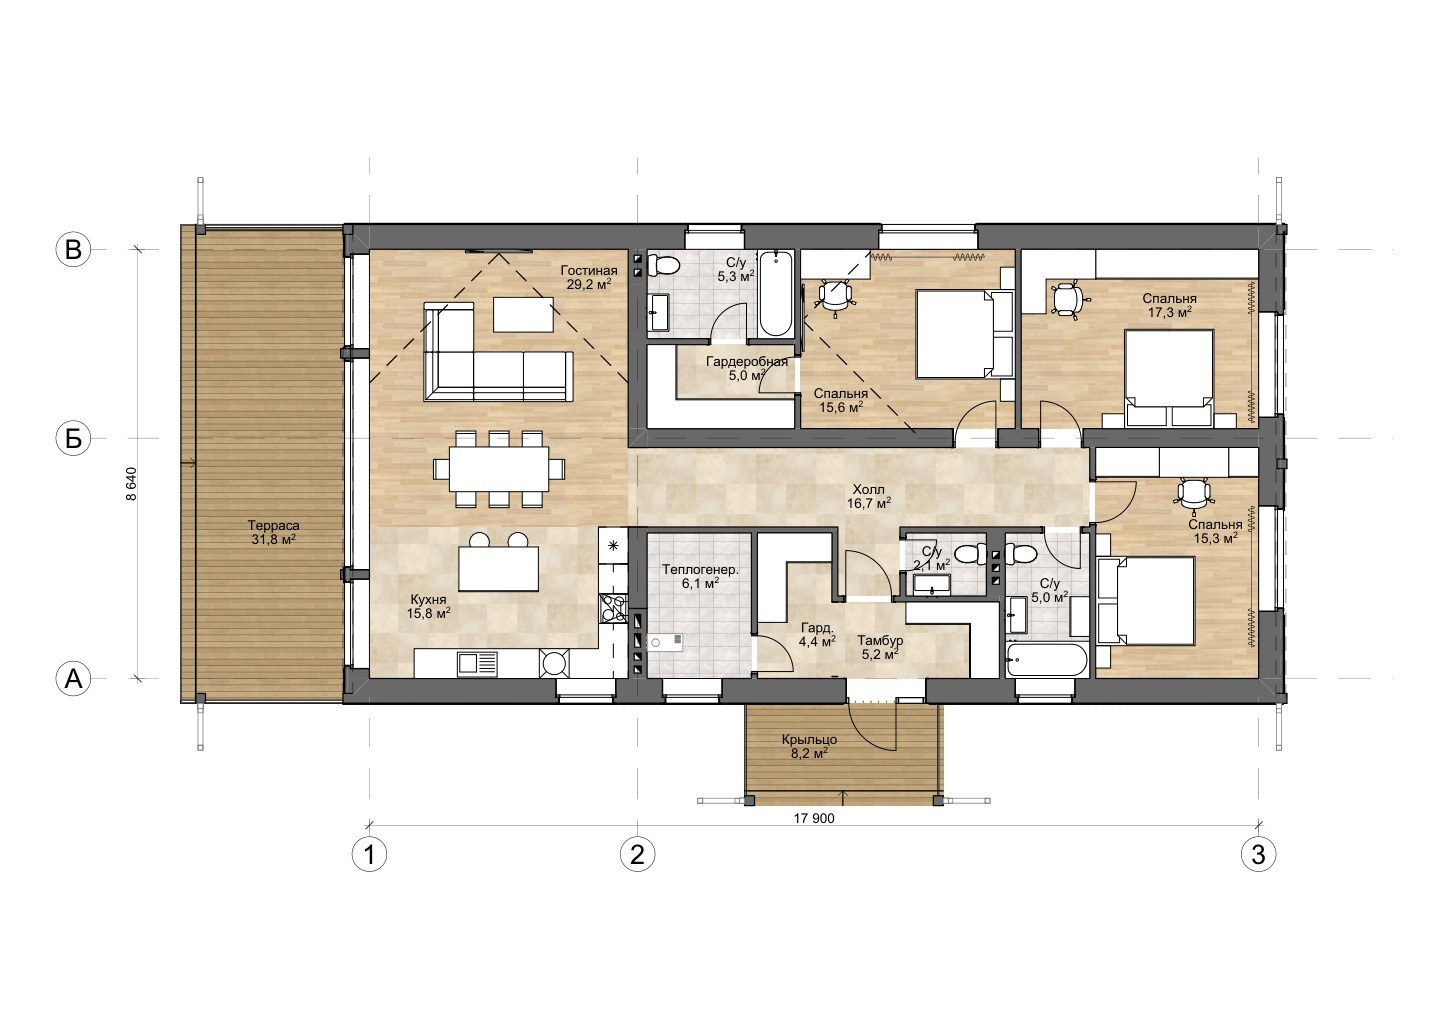 В
Б
А
8 640
Терраса
31,8 м²
Гостиная
29,2 м²
С/у
5,3 м²
Гардеробная
5,0 м²
Спальня
15,6 м²
Спальня
17,3 м²
Холл
16,7 м²
Спальня
15,3 м²
Кухня
15,8 м²
Теплогенер.
6,1 м²
Гард.
4,4 м²
Тамбур
5,2 м²
С/у
2,1 м²
С/у
5,0 м²
Крыльцо
8,2 м²
17 900
1
2
3